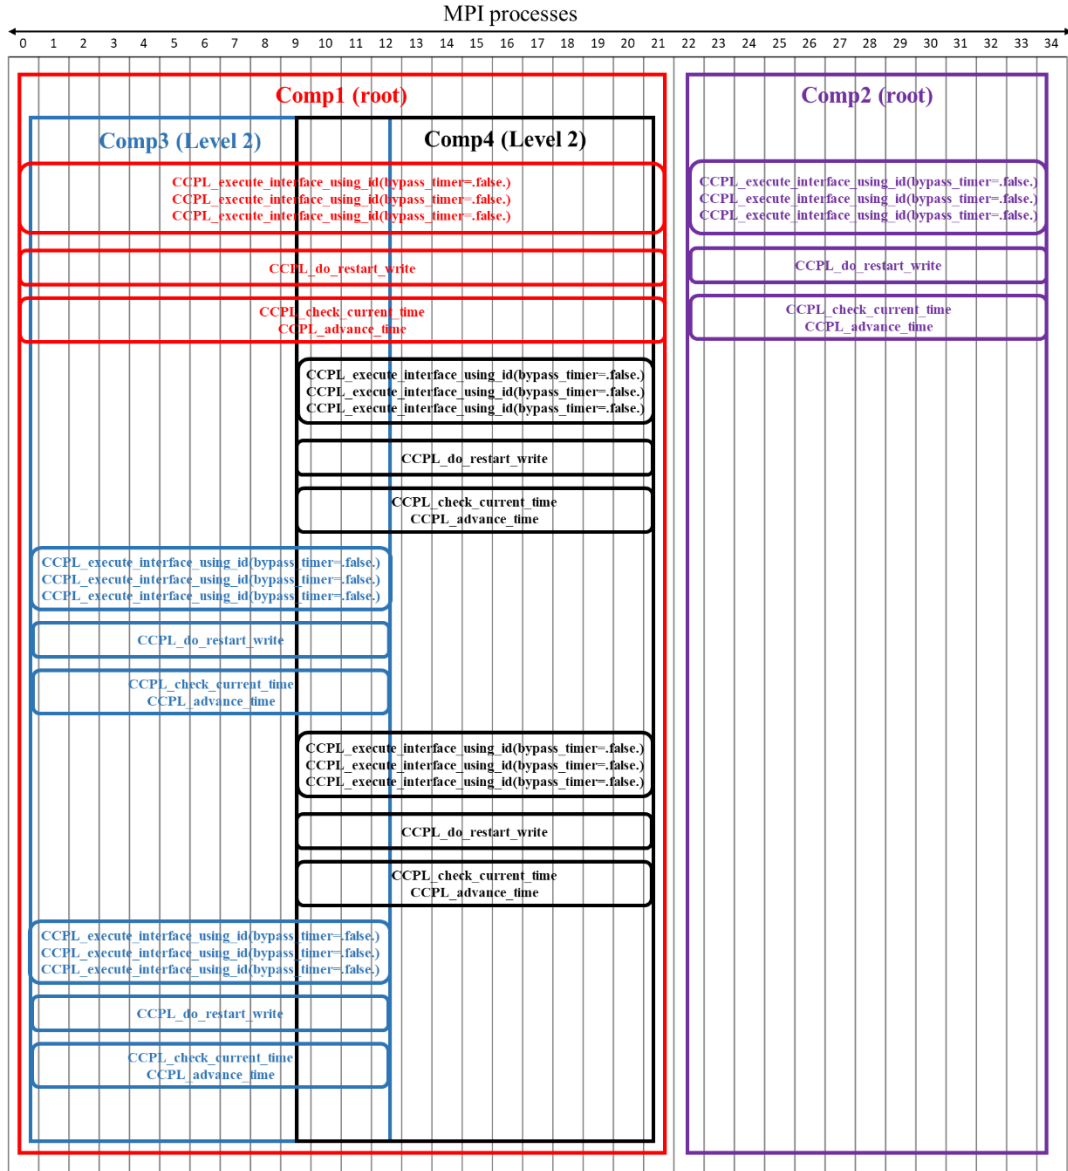 MPI processes
0 1 2 3 4 5 6 7 8 9 10 11 12 13 14 15 16 17 18 19 20 21 22 23 24 25 26 27 28 29 30 31 32 33 34
Comp1 (root)
Comp2 (root)
Comp3 (Level 2)
Comp4 (Level 2)
CCPL_execute_interface_using_id(bypass_timer=.false.)
CCPL_execute_interface_using_id(bypass_timer=.false.)
CCPL_execute_interface_using_id(bypass_timer=.false.)
CCPL_execute_interface_using_id(bypass_timer=.false.)
CCPL_execute_interface_using_id(bypass_timer=.false.)
CCPL_execute_interface_using_id(bypass_timer=.false.)
CCPL_do_restart_write
CCPL_do_restart_write
CCPL_check_current_time
CCPL_advance_time
CCPL_check_current_time
CCPL_advance_time
CCPL_execute_interface_using_id(bypass_timer=.false.)
CCPL_execute_interface_using_id(bypass_timer=.false.)
CCPL_execute_interface_using_id(bypass_timer=.false.)
CCPL_do_restart_write
CCPL_check_current_time
CCPL_advance_time
CCPL_execute_interface_using_id(bypass_timer=.false.)
CCPL_execute_interface_using_id(bypass_timer=.false.)
CCPL_execute_interface_using_id(bypass_timer=.false.)
CCPL_do_restart_write
CCPL_check_current_time
CCPL_advance_time
CCPL_execute_interface_using_id(bypass_timer=.false.)
CCPL_execute_interface_using_id(bypass_timer=.false.)
CCPL_execute_interface_using_id(bypass_timer=.false.)
CCPL_do_restart_write
CCPL_check_current_time
CCPL_advance_time
CCPL_execute_interface_using_id(bypass_timer=.false.)
CCPL_execute_interface_using_id(bypass_timer=.false.)
CCPL_execute_interface_using_id(bypass_timer=.false.)
CCPL_do_restart_write
CCPL_check_current_time
CCPL_advance_time